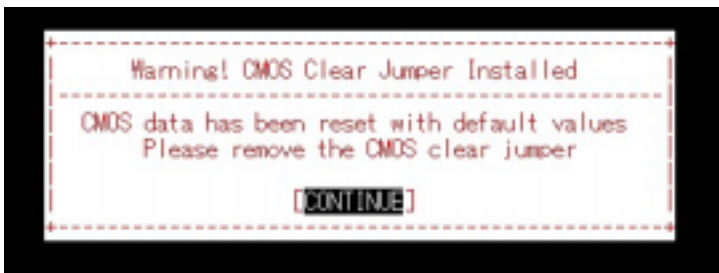 Warning! CMOS Clear Jumper Installed
CMOS data has been reset with default values
Please remove the CMOS clear jumper
[CONTINUE]